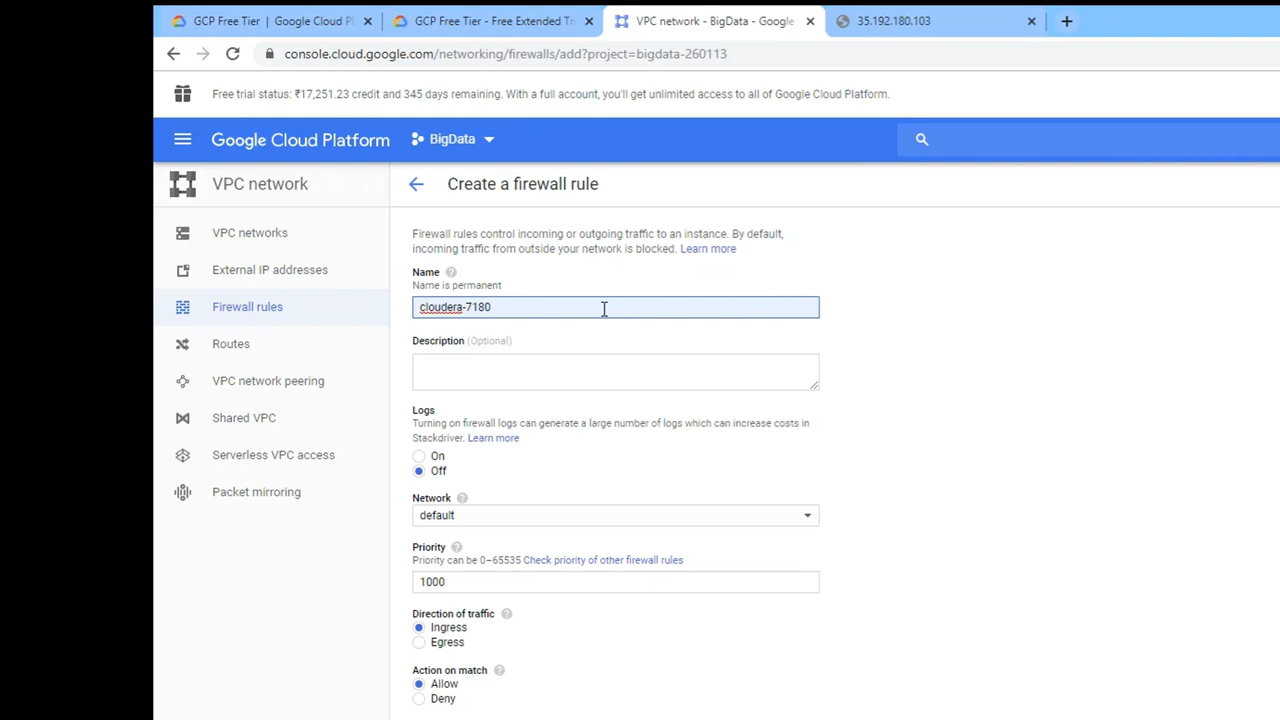 GCP Free Tier | Google Cloud Pl
GCP Free Tier - Free Extended Tr
VPC network - BigData - Google
35.192.180.103
console.cloud.google.com/networking/firewalls/add?project=bigdata-260113
Free trial status: ₹17,251.23 credit and 345 days remaining. With a full account, you'll get unlimited access to all of Google Cloud Platform.
Google Cloud Platform
BigData
VPC network
Create a firewall rule
VPC networks
External IP addresses
Firewall rules
Routes
VPC network peering
Shared VPC
Serverless VPC access
Packet mirroring
Firewall rules control incoming or outgoing traffic to an instance. By default,
incoming traffic from outside your network is blocked. Learn more
Name
Name is permanent
cloudera-7180
Description (Optional)
Logs
Turning on firewall logs can generate a large number of logs which can increase costs in
Stackdriver. Learn more
On
Off
Network
default
Priority
Priority can be 0–65535 Check priority of other firewall rules
1000
Direction of traffic
Ingress
Egress
Action on match
Allow
Deny